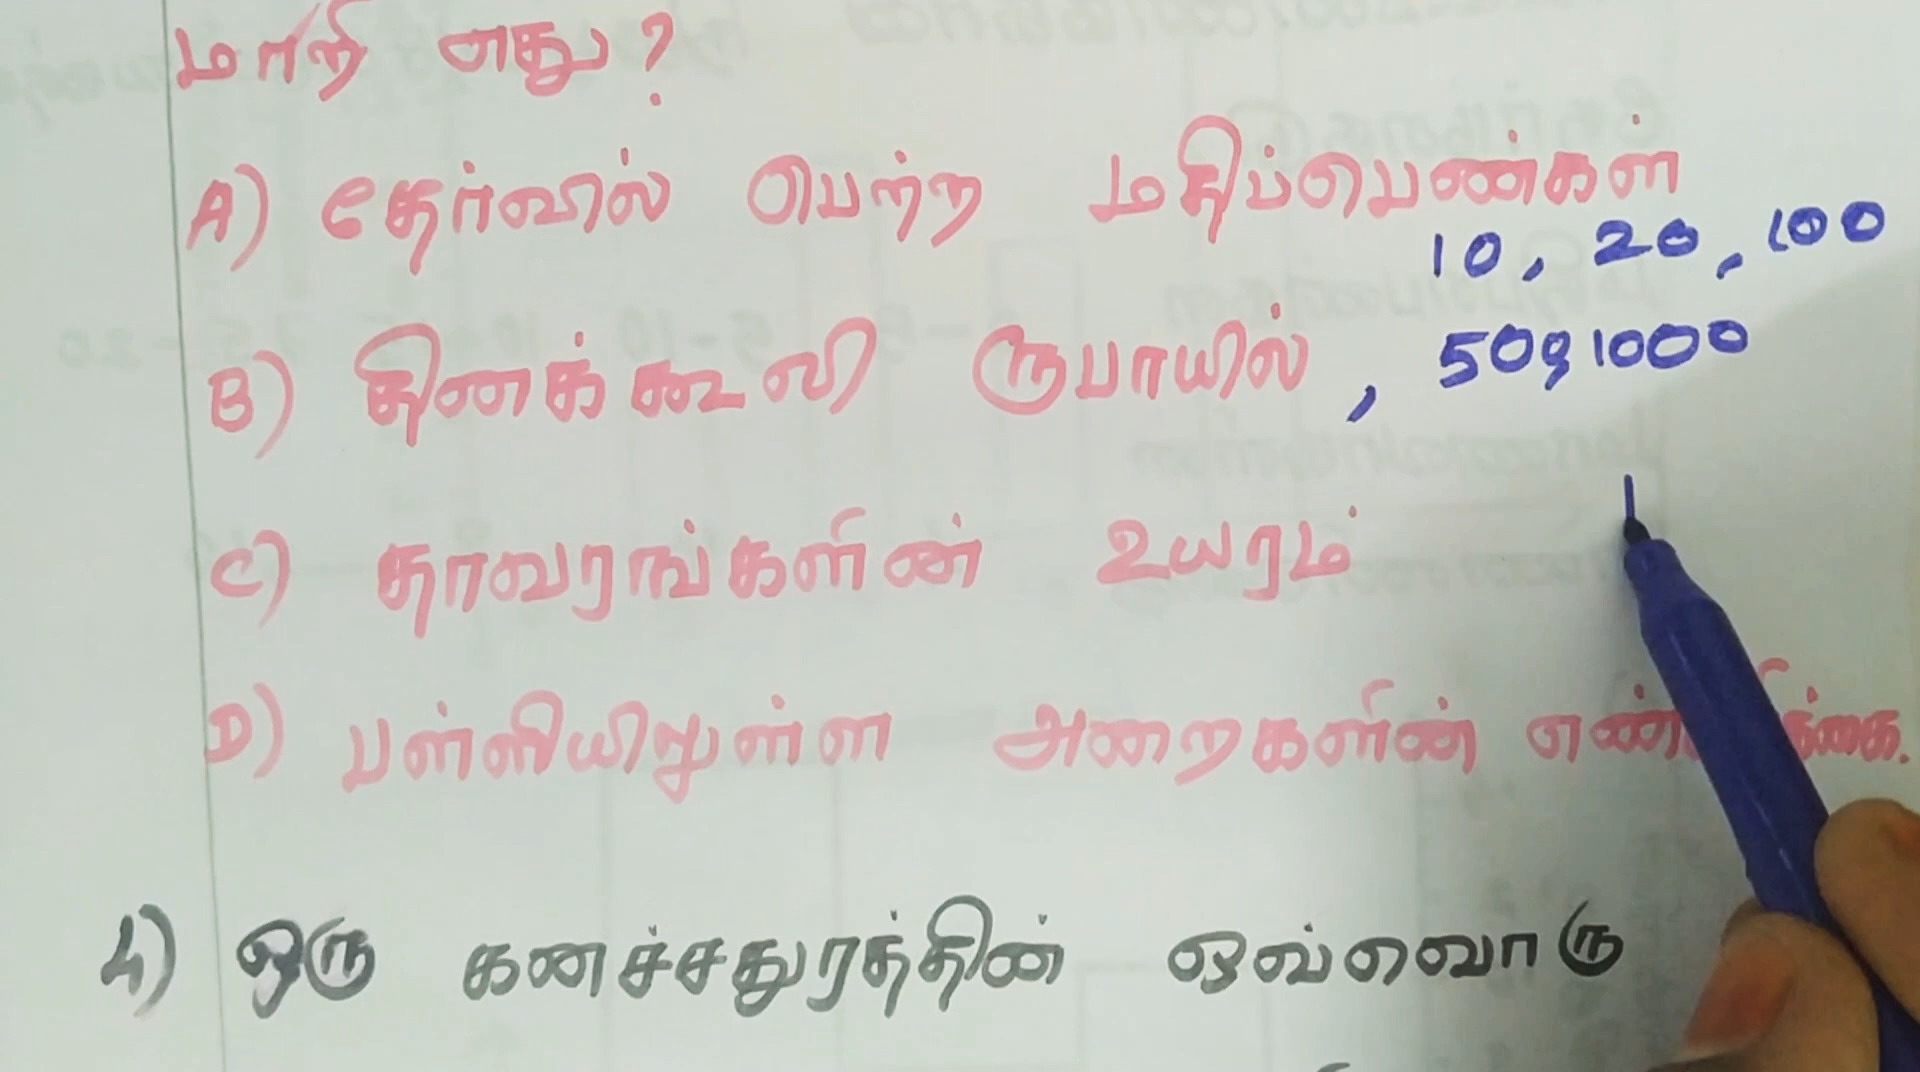 மாறி எது?
A) தேர்வில் பெற்ற மதிப்பெண்கள்
10, 20, 100
B) தினக்கூலி ரூபாயில் , 500, 1000
C) தாவரங்களின் உயரம்
D) பள்ளியிலுள்ள அறைகளின்
4) ஒரு கனச்சதுரத்தின் ஒவ்வொரு